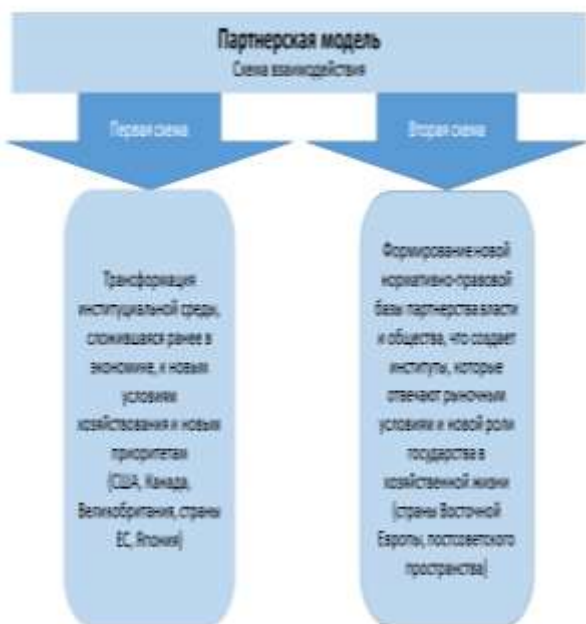 Партнерская модель
Схема взаимодействия
Первая схема
Вторая схема
Трансформация
институциальной среды,
сложившаяся ранее в
экономике, к новым
условиям
хозяйствования и новым
приоритетам
(США, Канада,
Великобритания, страны
ЕС, Япония)
Формирование новой
нормативно-правовой
базы партнерства власти
и общества, что создает
институты, которые
отвечают рыночным
условиям и новой роли
государства в
хозяйственной жизни
(страны Восточной
Европы, постсоветского
пространства)